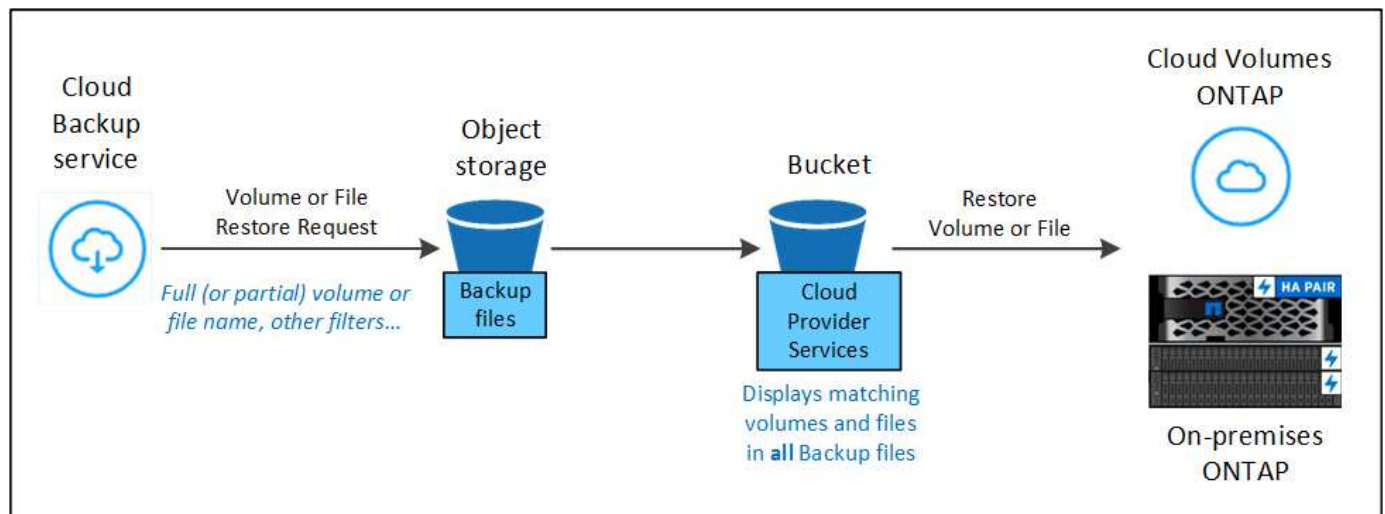 Cloud
Backup
service
Volume or File
Restore Request
Full (or partial) volume or
file name, other filters...
Object
storage
Backup
files
Bucket
Cloud
Provider
Services
Displays matching
volumes and files
in all Backup files
Restore
Volume or File
Cloud Volumes
ONTAP
HA PAIR
On-premises
ONTAP